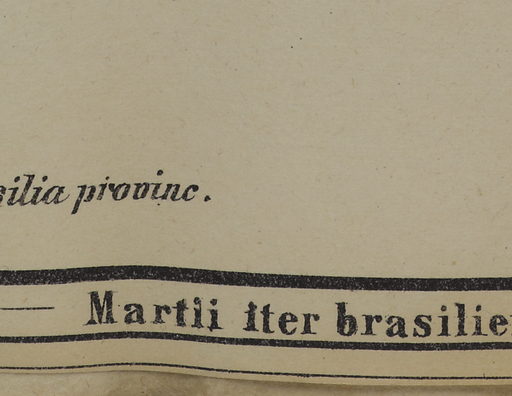 silia provinc.
— Martii iter brasilie